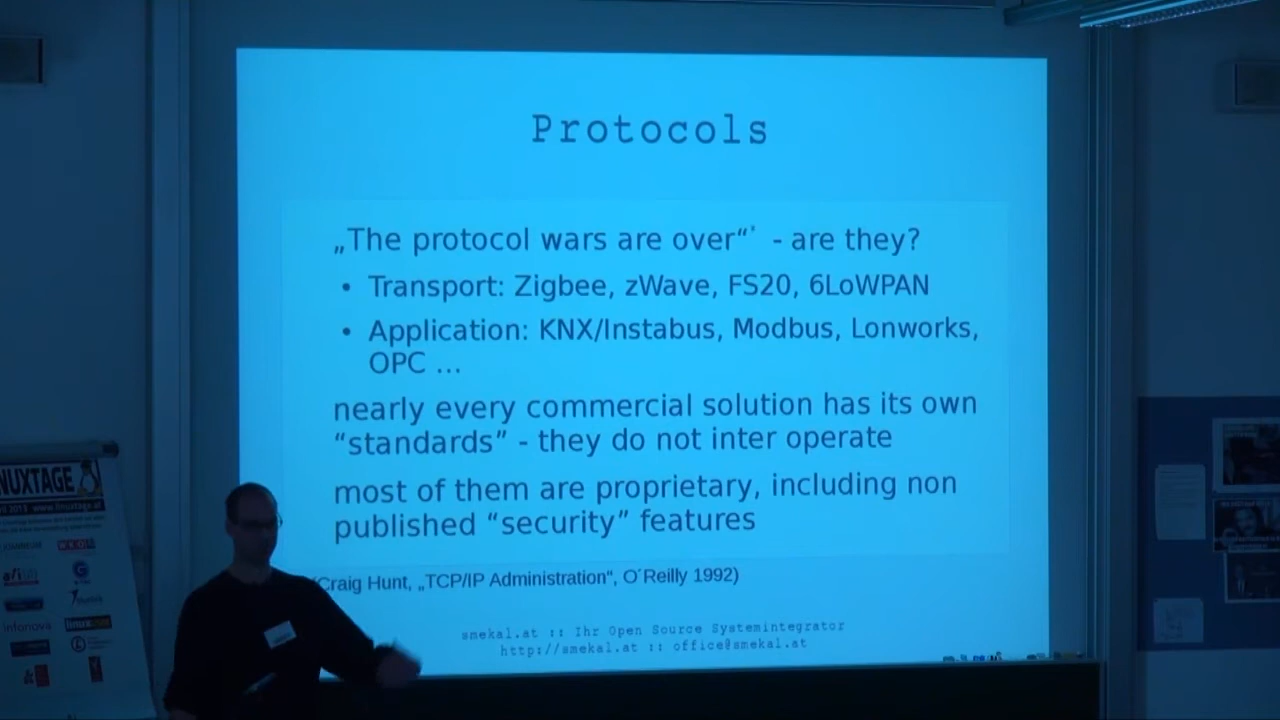 Protocols
„The protocol wars are over“* - are they?
• Transport: Zigbee, zWave, FS20, 6LoWPAN
• Application: KNX/Instabus, Modbus, Lonworks,
OPC ...
nearly every commercial solution has its own
“standards” - they do not inter operate
most of them are proprietary, including non
published “security” features
(Craig Hunt, „TCP/IP Administration“, O´Reilly 1992)
smekal.at :: Ihr Open Source Systemintegrator
http://smekal.at :: office@smekal.at
NUXTAGE
infonova